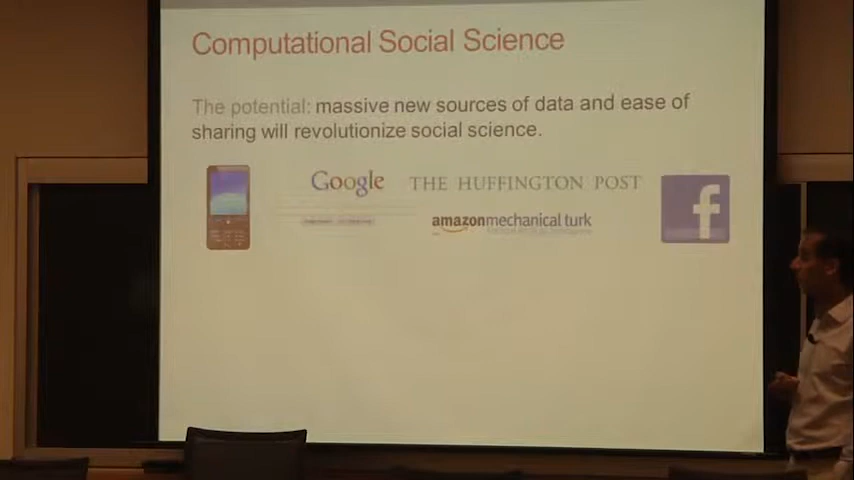 Computational Social Science
The potential: massive new sources of data and ease of
sharing will revolutionize social science.
Google
THE HUFFINGTON POST
amazonmechanical turk
f